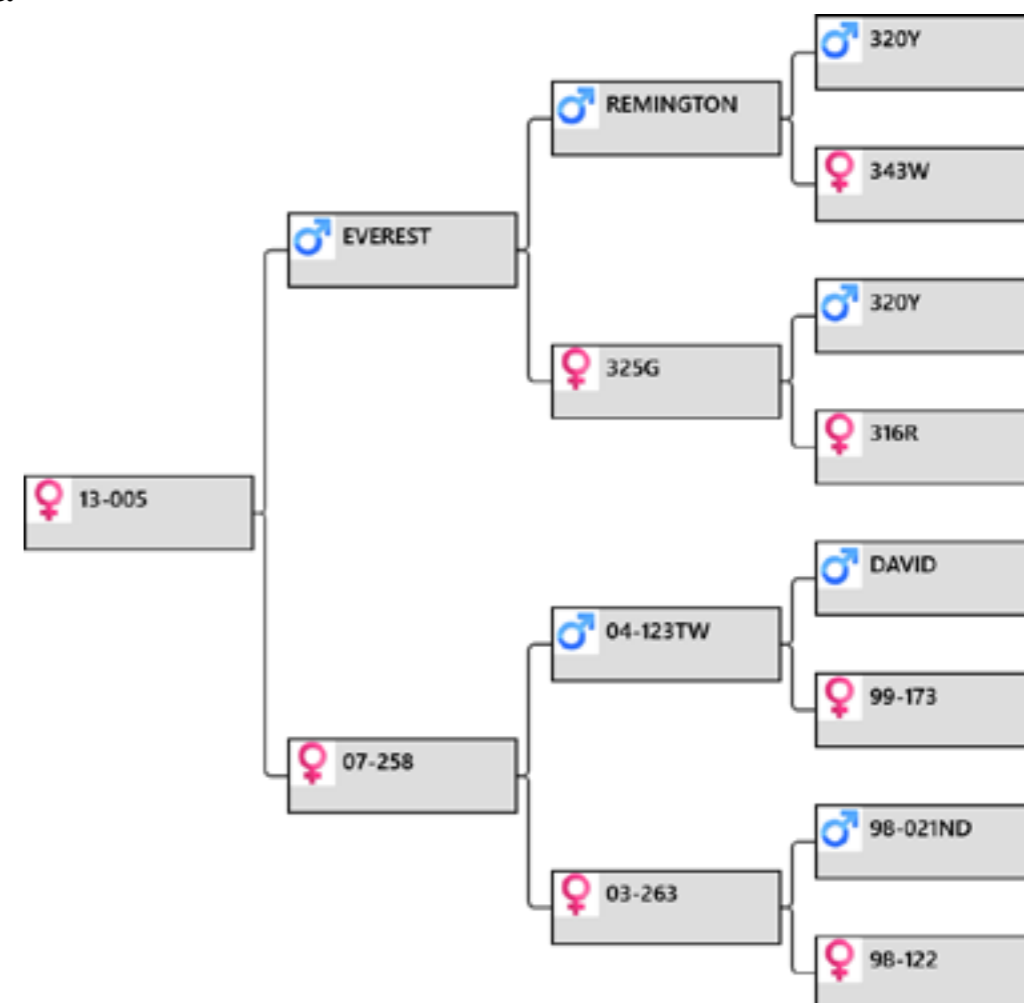 320Y
REMINGTON
343W
EVEREST
320Y
325G
316R
13-005
DAVID
04-123TW
99-173
07-258
98-021ND
03-263
98-122